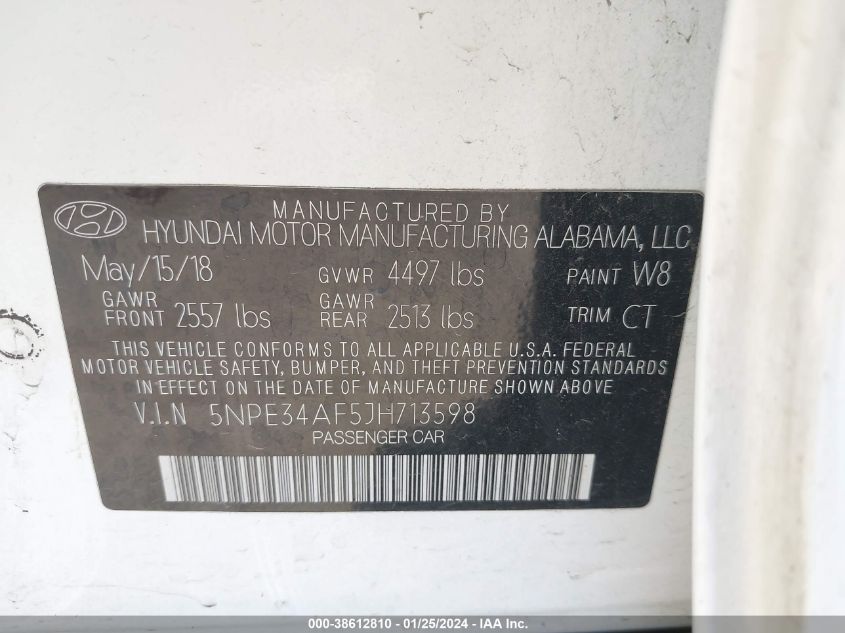 MANUFACTURED BY
HYUNDAI MOTOR MANUFACTURING ALABAMA, LLC
May/15/18 GVWR 4497 lbs PAINT W8
GAWR FRONT 2557 lbs GAWR REAR 2513 lbs TRIM CT
THIS VEHICLE CONFORMS TO ALL APPLICABLE U.S.A. FEDERAL
MOTOR VEHICLE SAFETY, BUMPER, AND THEFT PREVENTION STANDARDS
IN EFFECT ON THE DATE OF MANUFACTURE SHOWN ABOVE.
V.I.N 5NPE34AF5JH713598
PASSENGER CAR
000-38612810 - 01/25/2024 - IAA Inc.